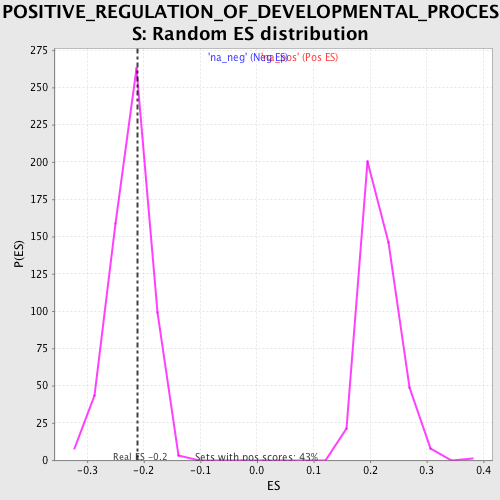 POSITIVE_REGULATION_OF_DEVELOPMENTAL_PROCES
S: Random ES distribution
'na_neg' (Neg ES) 'na_pos' (Pos ES)
275
250
225
200
175
150
125
100
75
50
25
0
P(ES)
Real ES -0.2
Sets with pos scores: 43%
-0.3 -0.2 -0.1 0.0 0.1 0.2 0.3 0.4
ES